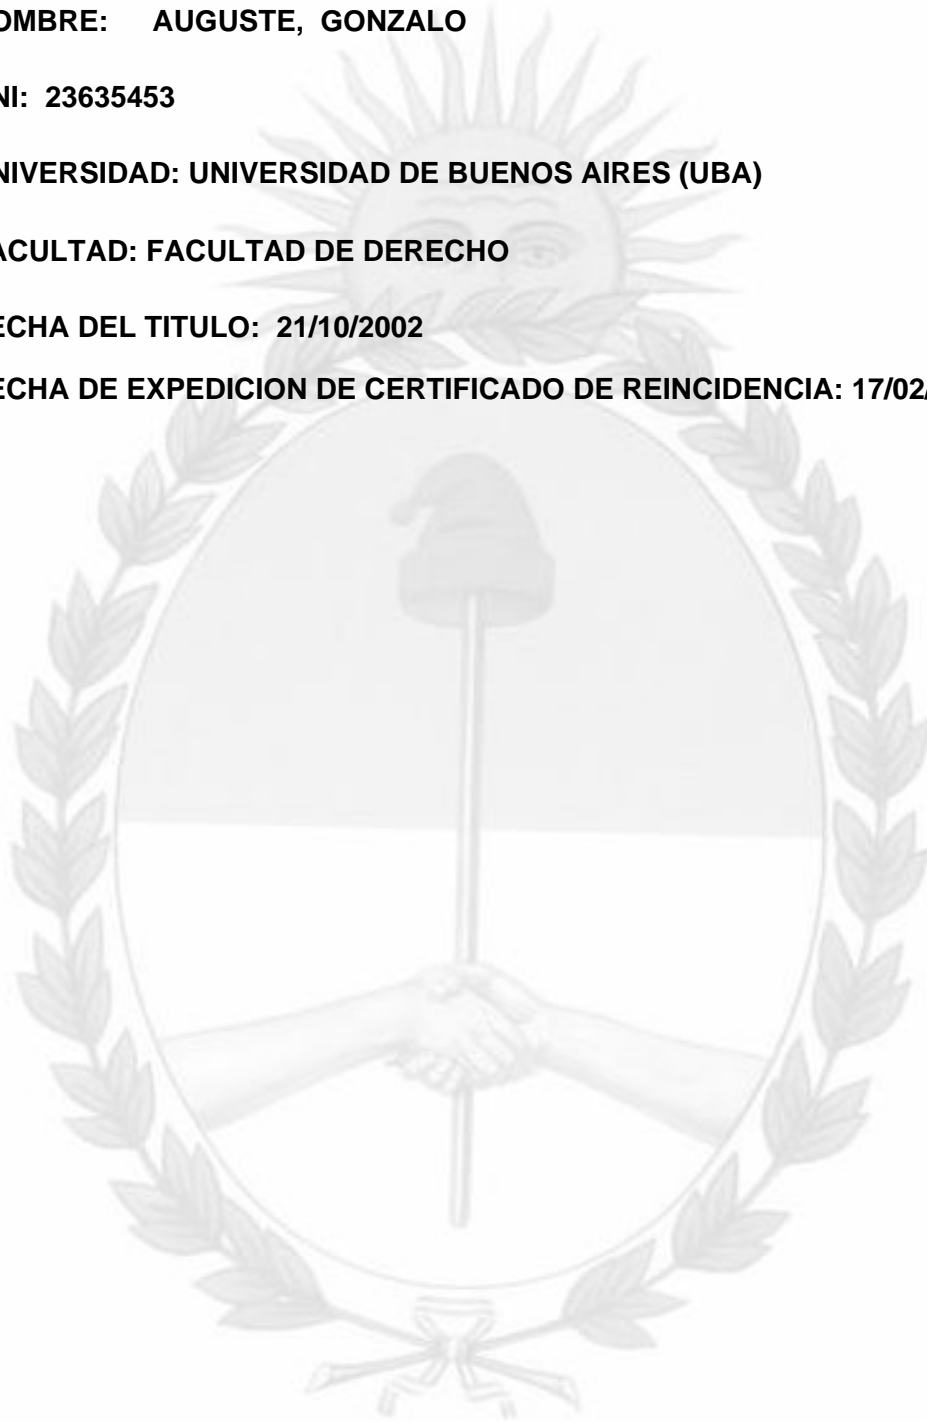 OMBRE: AUGUSTE, GONZALO
NI: 23635453
NIVERSIDAD: UNIVERSIDAD DE BUENOS AIRES (UBA)
ACULTAD: FACULTAD DE DERECHO
ECHA DEL TITULO: 21/10/2002
ECHA DE EXPEDICION DE CERTIFICADO DE REINCIDENCIA: 17/02/